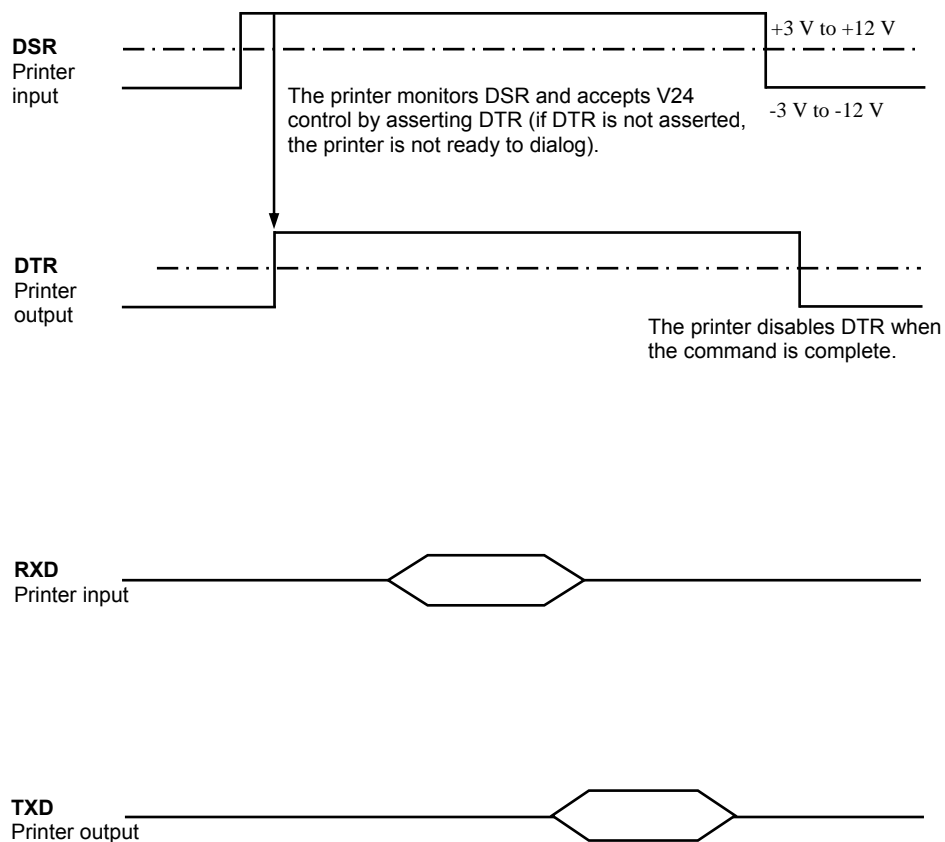 DSR
Printer
input
+3 V to +12 V
-3 V to -12 V
The printer monitors DSR and accepts V24
control by asserting DTR (if DTR is not asserted,
the printer is not ready to dialog).
DTR
Printer
output
The printer disables DTR when
the command is complete.
RXD
Printer input
TXD
Printer output